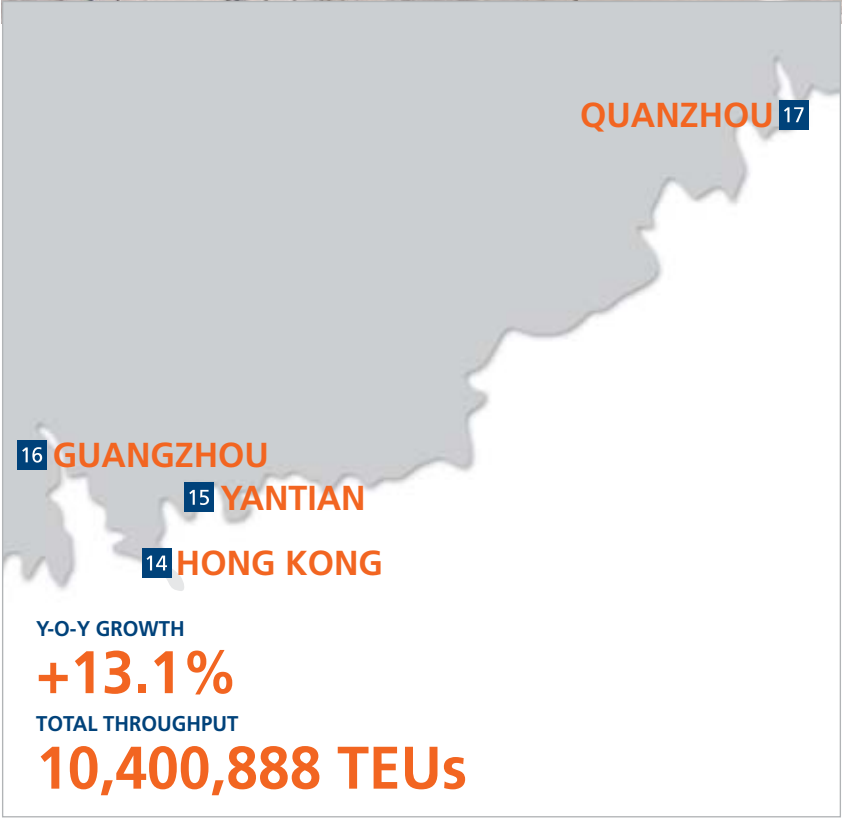 QUANZHOU 17
16 GUANGZHOU
15 YANTIAN
14 HONG KONG
Y-O-Y GROWTH
+13.1%
TOTAL THROUGHPUT
10,400,888 TEUs